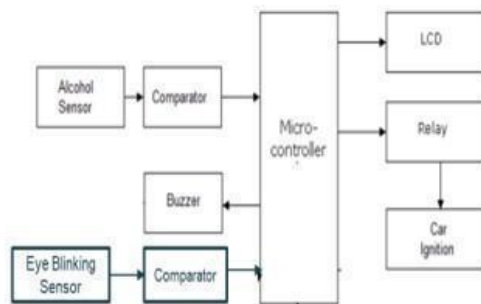 LCD
Alcohol
Sensor
Comparator
Micro-
controller
Relay
Buzzer
Car
Ignition
Eye Blinking
Sensor
Comparator